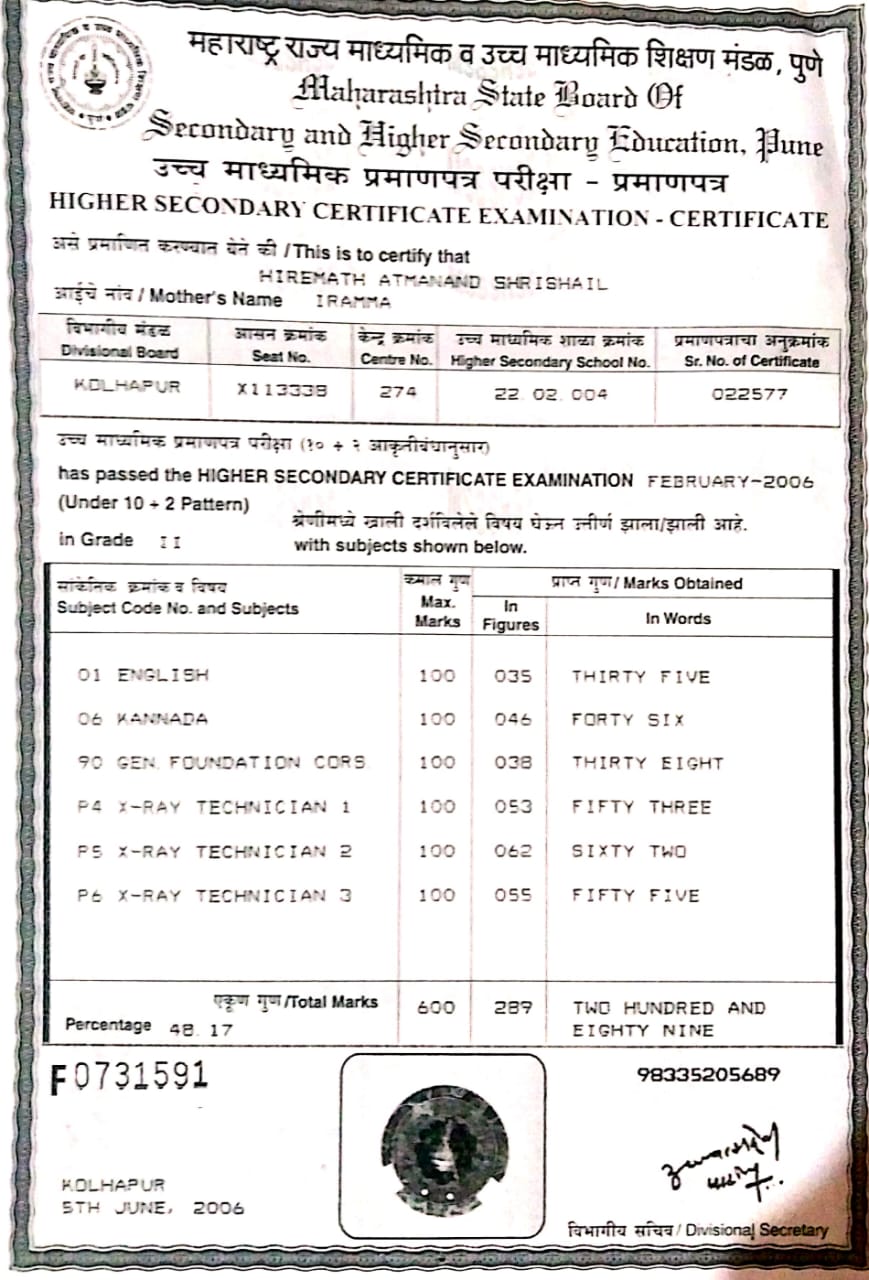 महाराष्ट्र राज्य माध्यमिक व उच्च माध्यमिक शिक्षण मंडळ, पुणे
Maharashtra State Board Of
Secondary and Higher Secondary Education, Pune
उच्च माध्यमिक प्रमाणपत्र परीक्षा - प्रमाणपत्र
HIGHER SECONDARY CERTIFICATE EXAMINATION - CERTIFICATE
असे प्रमाणित करण्यात येते की / This is to certify that
HIREMATH ATMANAND SHRISHAIL
आईचे नांव / Mother's Name IRAMMA
विभागीय मंडळ आसन क्रमांक केन्द्र क्रमांक उच्च माध्यमिक शाळा क्रमांक प्रमाणपत्राचा अनुक्रमांक
Divisional Board Seat No. Centre No. Higher Secondary School No. Sr. No. of Certificate
KOLHAPUR X113338 274 22.02.004 022577
उच्च माध्यमिक प्रमाणपत्र परीक्षा (१० + २ आकृतीबंधानुसार)
has passed the HIGHER SECONDARY CERTIFICATE EXAMINATION FEBRUARY-2006
(Under 10 + 2 Pattern)
श्रेणीमध्ये खाली दर्शविलेले विषय घेऊन उत्तीर्ण झाला/झाली आहे.
in Grade II with subjects shown below.
सांकेतिक क्रमांक व विषय कमाल गुण प्राप्त गुण / Marks Obtained
Subject Code No. and Subjects Max. Marks In Figures In Words
01 ENGLISH 100 035 THIRTY FIVE
06 KANNADA 100 046 FORTY SIX
90 GEN. FOUNDATION CORS. 100 038 THIRTY EIGHT
P4 X-RAY TECHNICIAN 1 100 053 FIFTY THREE
P5 X-RAY TECHNICIAN 2 100 062 SIXTY TWO
P6 X-RAY TECHNICIAN 3 100 055 FIFTY FIVE
एकूण गुण/Total Marks 600 289 TWO HUNDRED AND
Percentage 48.17 EIGHTY NINE
F0731591
98335205689
KOLHAPUR
5TH JUNE, 2006
विभागीय सचिव / Divisional Secretary